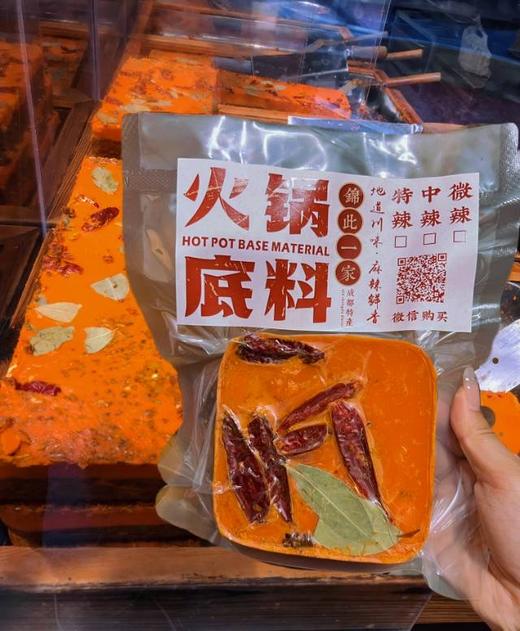 火锅
HOT POT BASE MATERIAL
底料
錦此一家
成都特產
地道川味·麻辣鲜香
特辣 □
中辣 □
微辣 □
微信购买